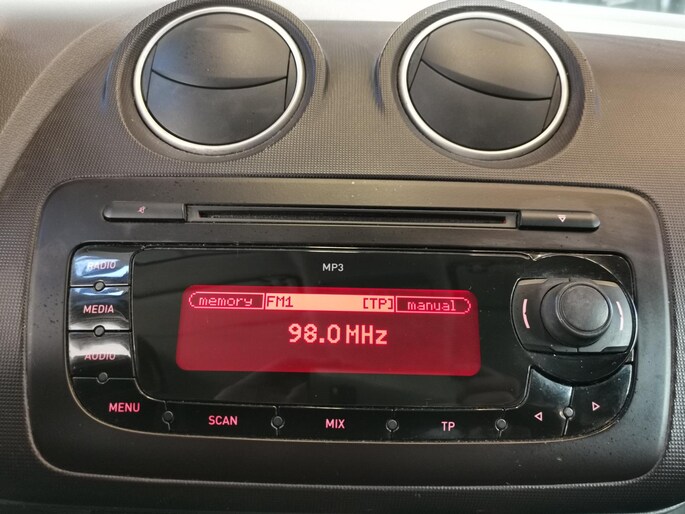 MP3
RADIO
memory FM1 [TP] manual
MEDIA
98.0 MHz
AUDIO
MENU SCAN MIX TP